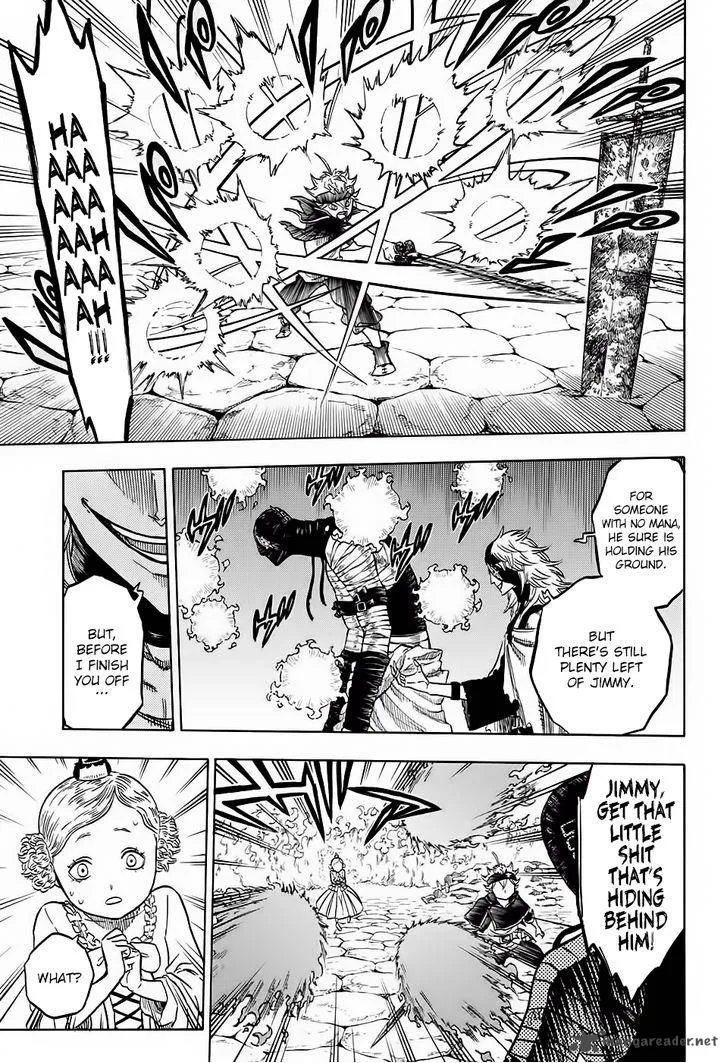 HA
AAA
AAAA
AAH
AAAA
AH
!!!
FOR
SOMEONE
WITH NO MANA,
HE SURE IS
HOLDING HIS
GROUND.
BUT
THERE'S STILL
PLENTY LEFT
OF JIMMY.
BUT,
BEFORE
I FINISH
YOU OFF
...
JIMMY,
GET THAT
LITTLE
SHIT
THAT'S
HIDING
BEHIND
HIM!
WHAT?
mangareader.net